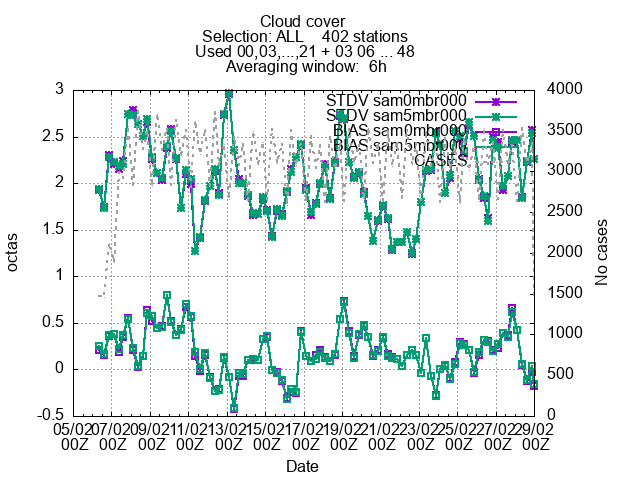 Cloud cover
Selection: ALL 402 stations
Used 00,03,...,21 + 03 06 ... 48
Averaging window: 6h
STDV sam0mbr000
STDV sam5mbr000
BIAS sam0mbr000
BIAS sam5mbr000
CASES
3
2.5
2
1.5
1
0.5
0
-0.5
octas
4000
3500
3000
2500
2000
1500
1000
500
0
No cases
05/02 07/02 09/02 11/02 13/02 15/02 17/02 19/02 21/02 23/02 25/02 27/02 29/02
00Z 00Z 00Z 00Z 00Z 00Z 00Z 00Z 00Z 00Z 00Z 00Z 00Z
Date